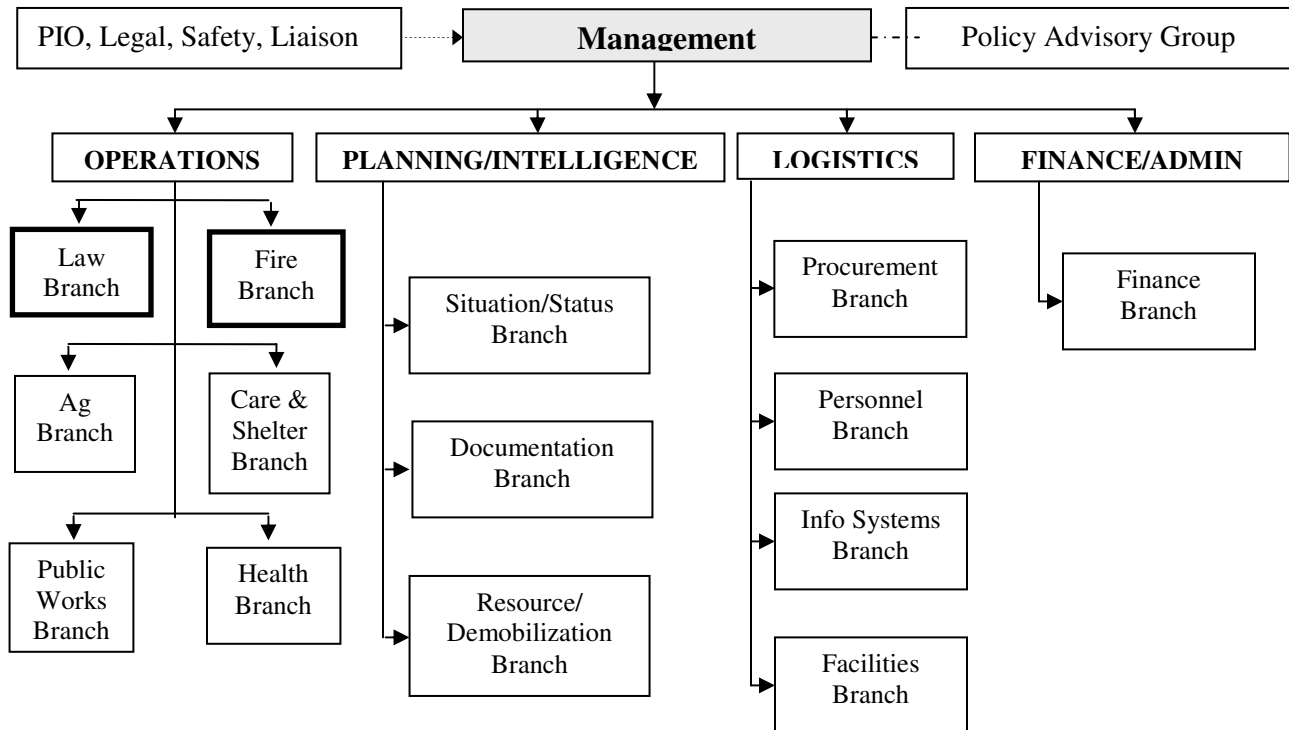 PIO, Legal, Safety, Liaison
Management
Policy Advisory Group
OPERATIONS
PLANNING/INTELLIGENCE
LOGISTICS
FINANCE/ADMIN
Law
Branch
Fire
Branch
Ag
Branch
Care &
Shelter
Branch
Public
Works
Branch
Health
Branch
Situation/Status
Branch
Documentation
Branch
Resource/
Demobilization
Branch
Procurement
Branch
Personnel
Branch
Info Systems
Branch
Facilities
Branch
Finance
Branch